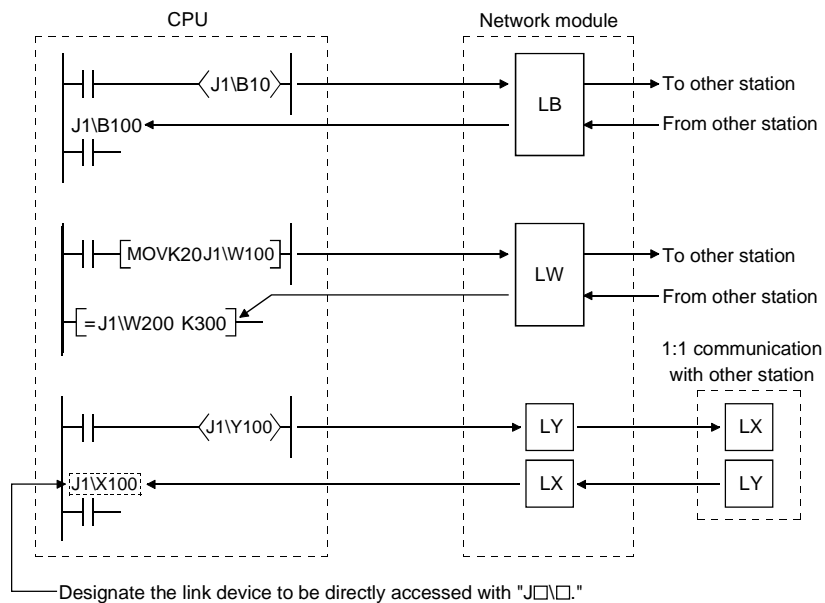 CPU
Network module
J1\B10
LB
To other station
J1\B100
From other station
MOVK20J1\W100
LW
To other station
=J1\W200 K300
From other station
1:1 communication
with other station
J1\Y100
LY
LX
J1\X100
LX
LY
Designate the link device to be directly accessed with "J□\□."